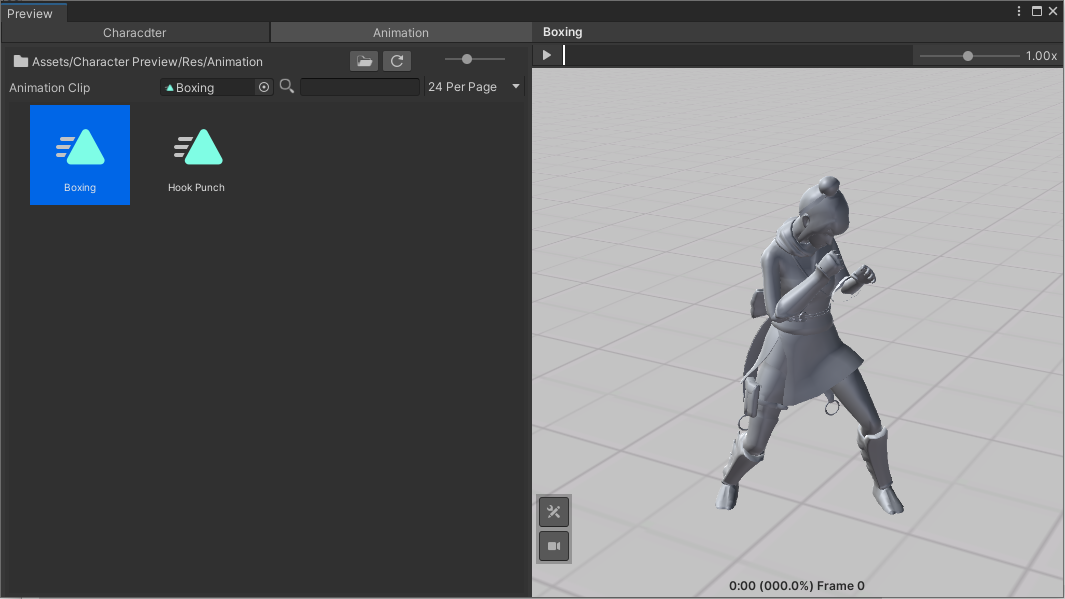 Preview
Characdter
Animation
Boxing
Assets/Character Preview/Res/Animation
1.00x
Animation Clip
Boxing
24 Per Page
Boxing
Hook Punch
0:00 (000.0%) Frame 0